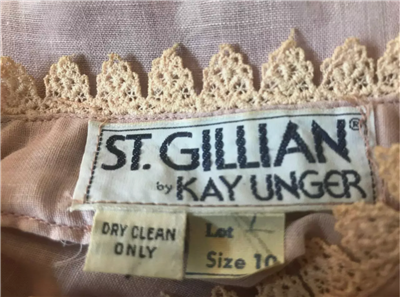 ST. GILLIAN®
by KAY UNGER
DRY CLEAN
ONLY
Lot
Size 10